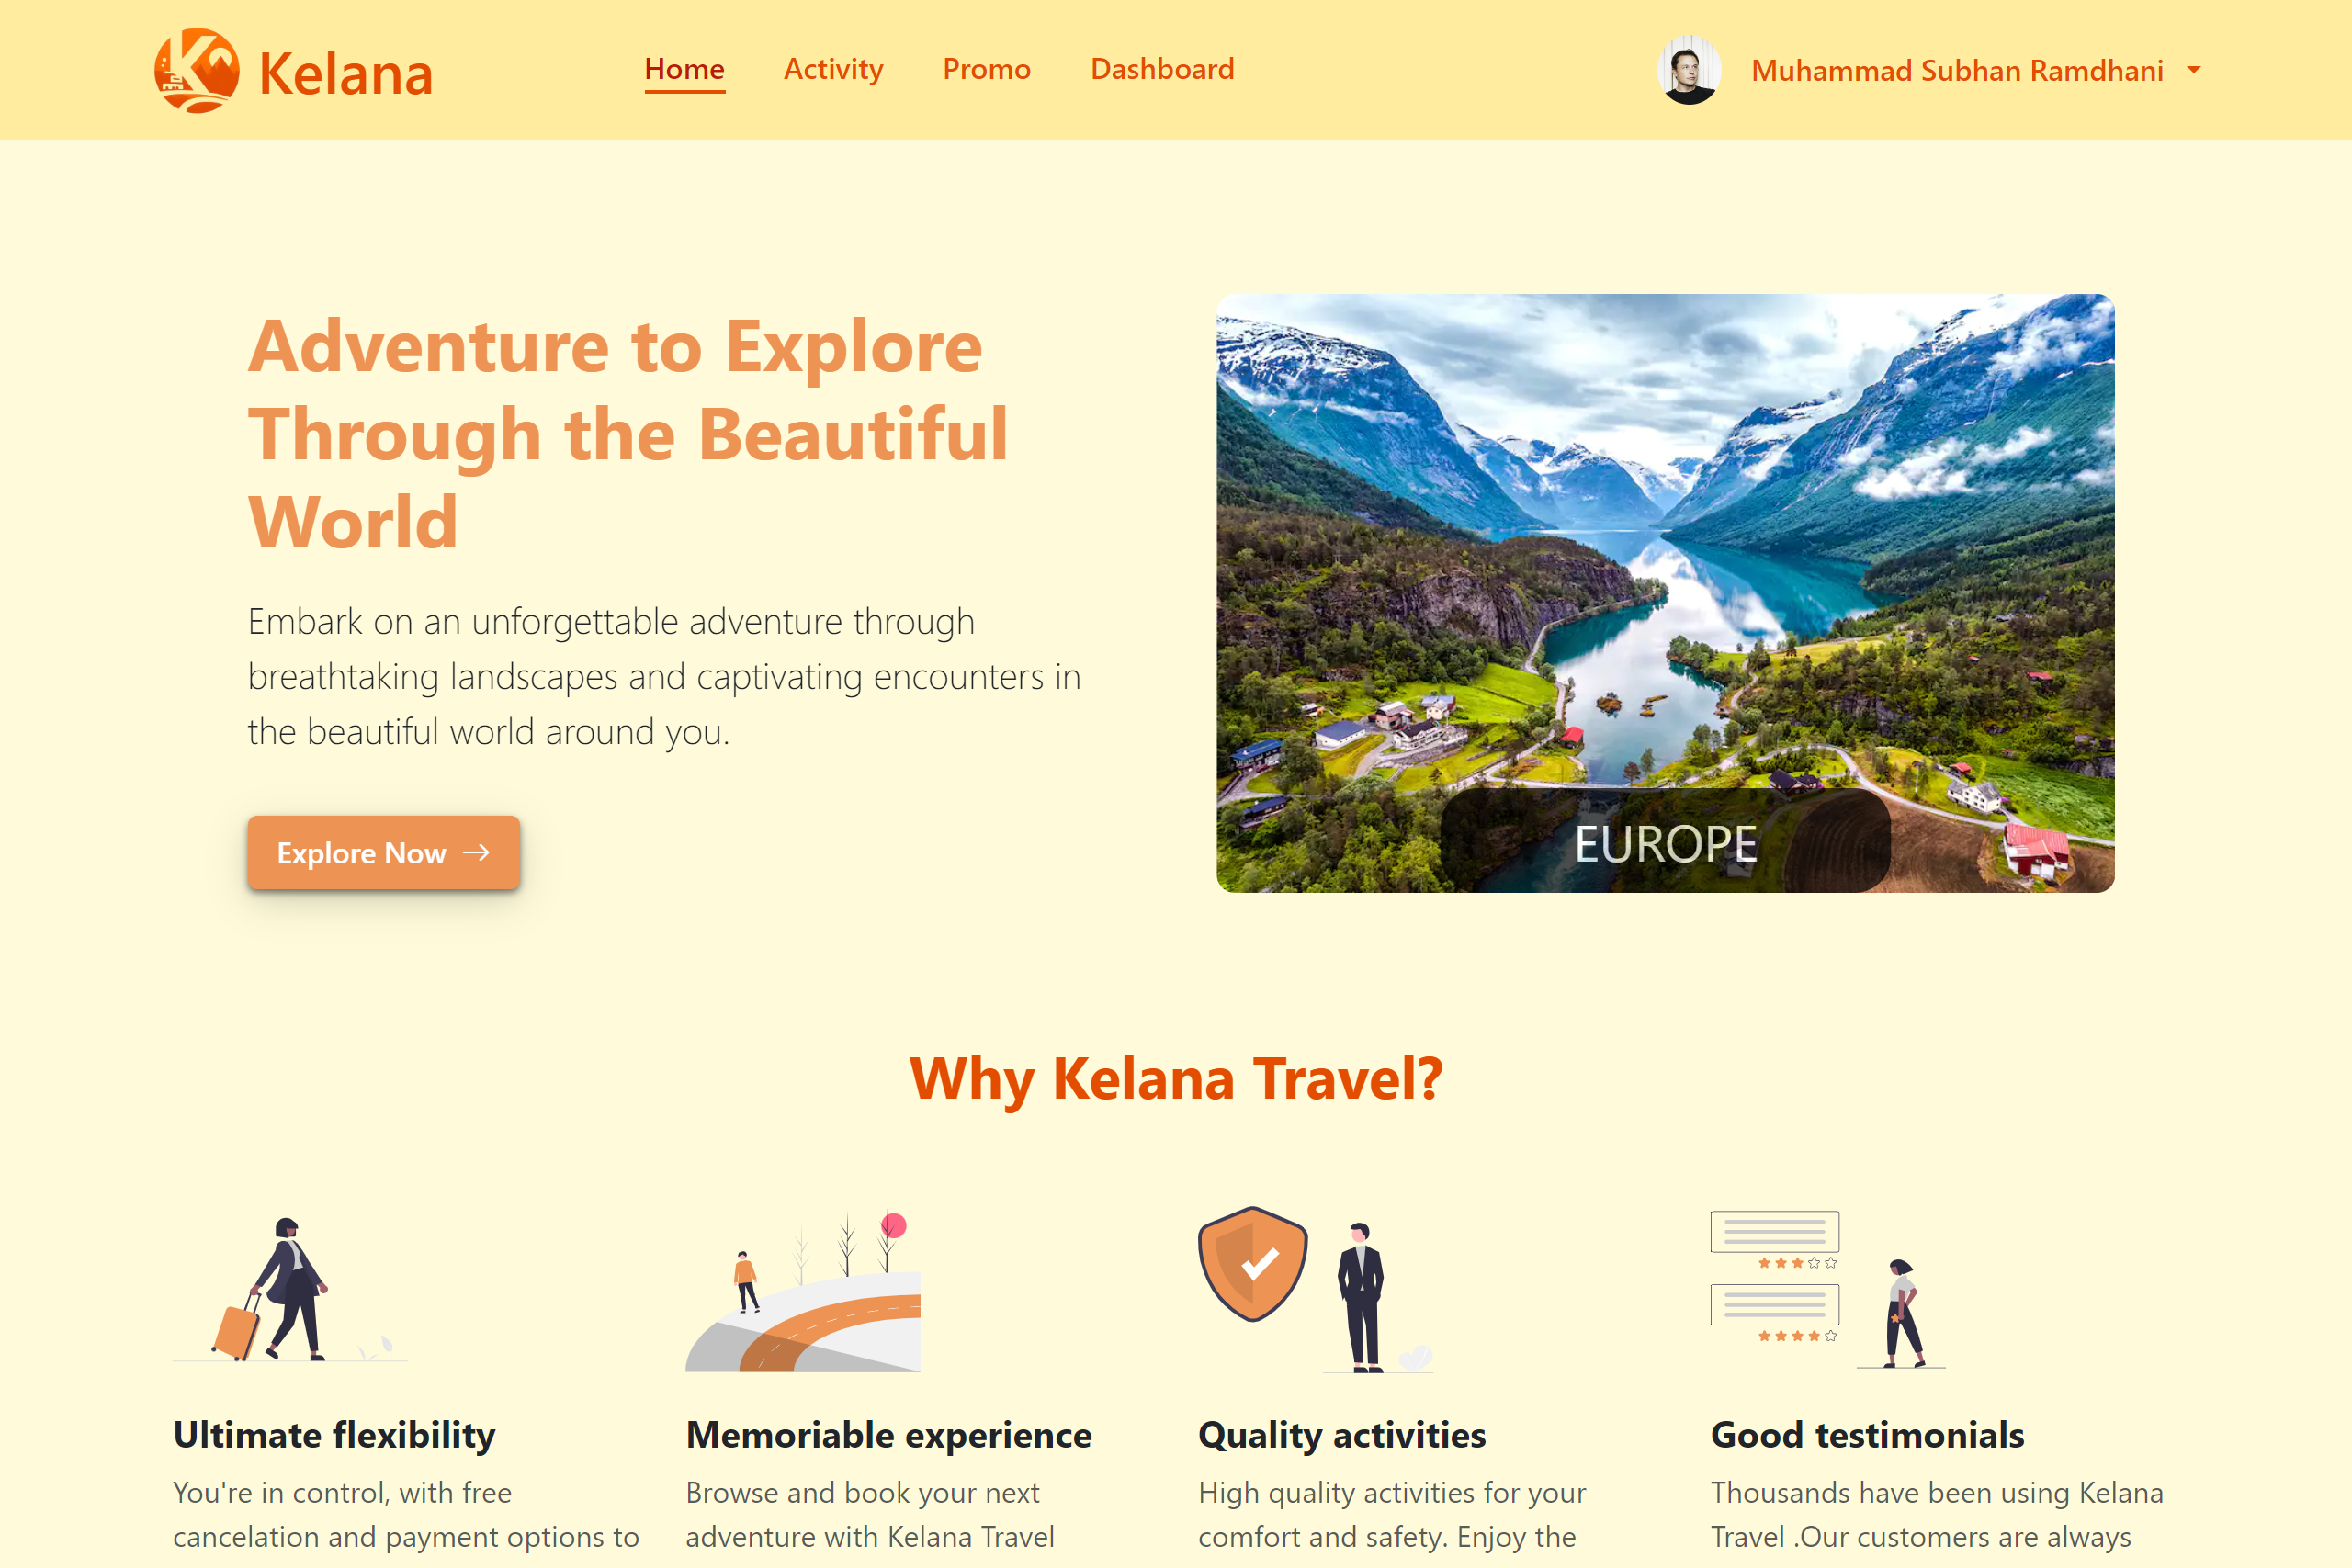 Kelana
Home Activity Promo Dashboard
Muhammad Subhan Ramdhani
Adventure to Explore
Through the Beautiful
World
Embark on an unforgettable adventure through
breathtaking landscapes and captivating encounters in
the beautiful world around you.
Explore Now
EUROPE
Why Kelana Travel?
Ultimate flexibility
You're in control, with free
cancelation and payment options to
Memoriable experience
Browse and book your next
adventure with Kelana Travel
Quality activities
High quality activities for your
comfort and safety. Enjoy the
Good testimonials
Thousands have been using Kelana
Travel .Our customers are always